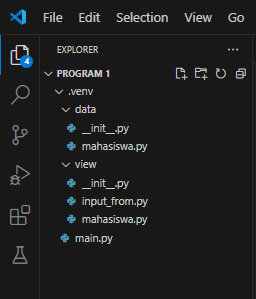 File Edit Selection View Go
EXPLORER ...
PROGRAM 1
4
.venv
data
__init__.py
mahasiswa.py
view
__init__.py
input_from.py
mahasiswa.py
main.py